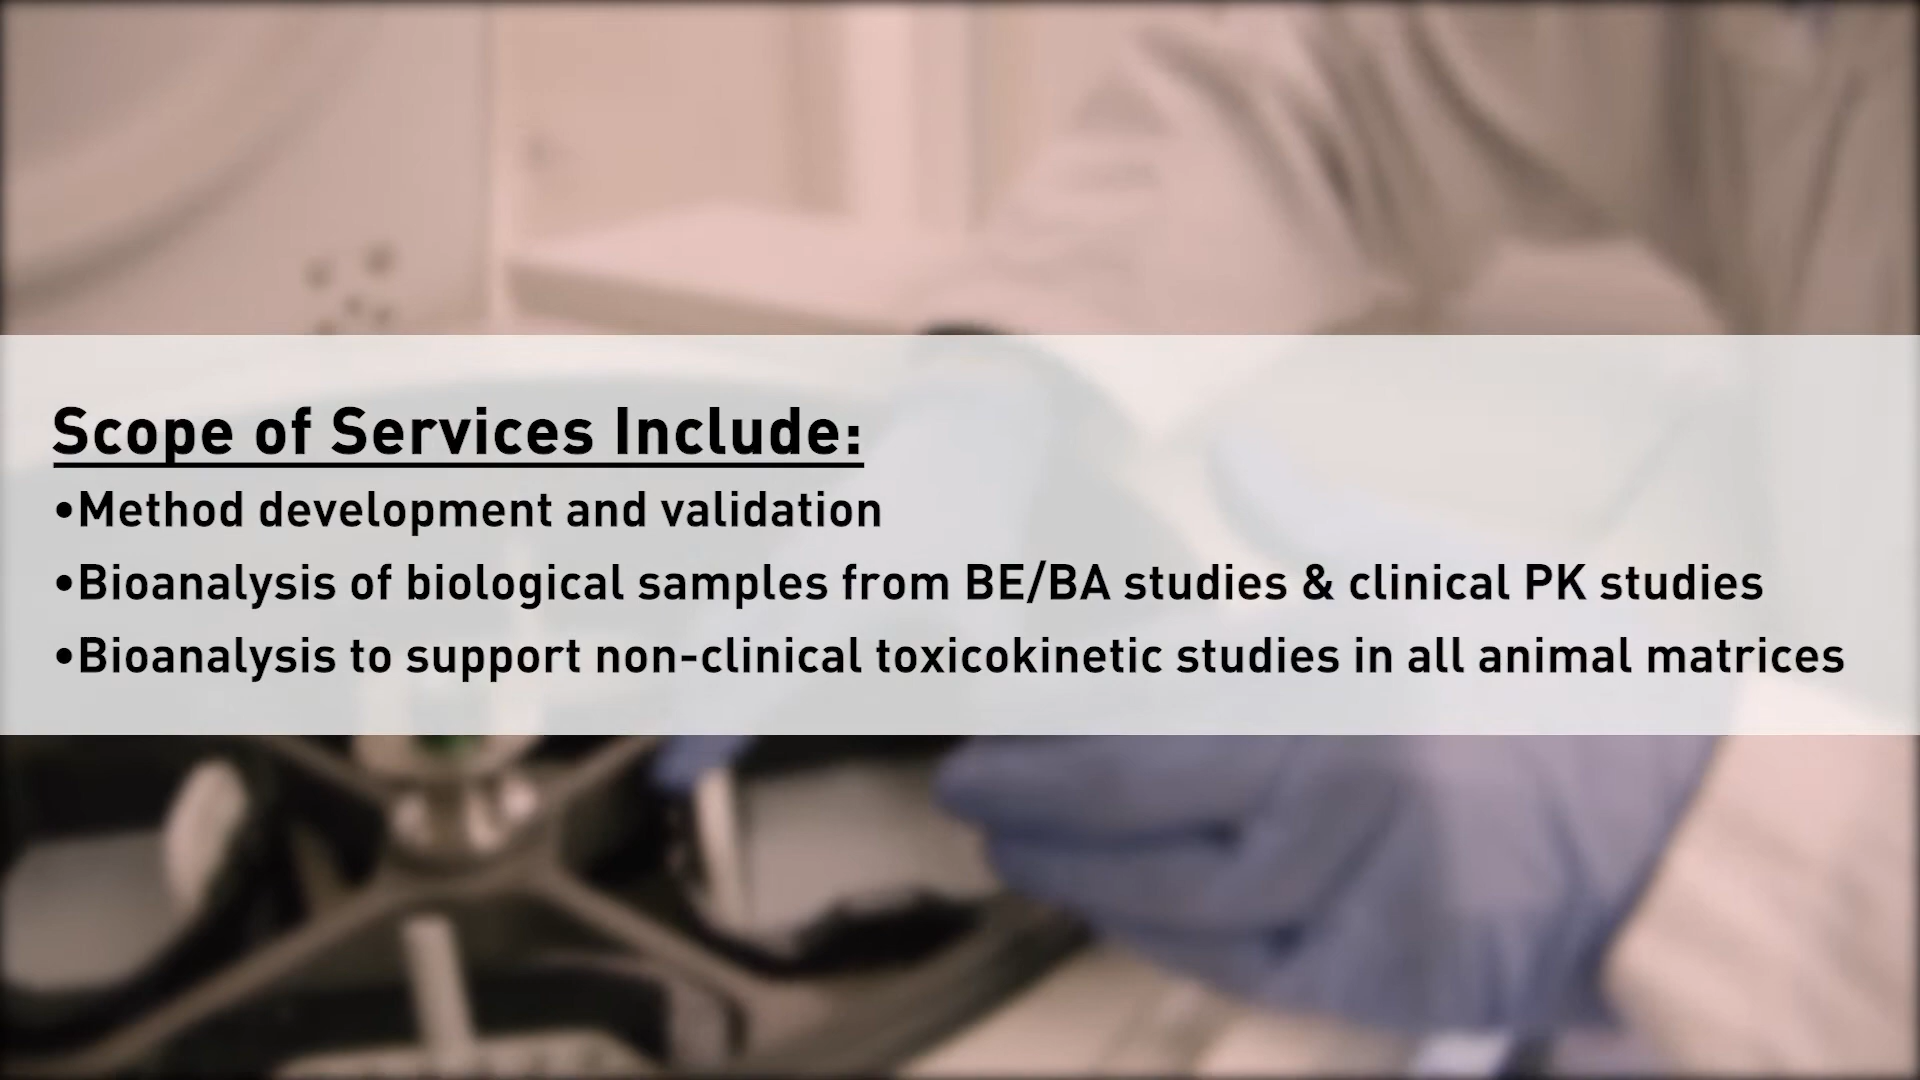 Scope of Services Include:
•Method development and validation
•Bioanalysis of biological samples from BE/BA studies & clinical PK studies
•Bioanalysis to support non-clinical toxicokinetic studies in all animal matrices